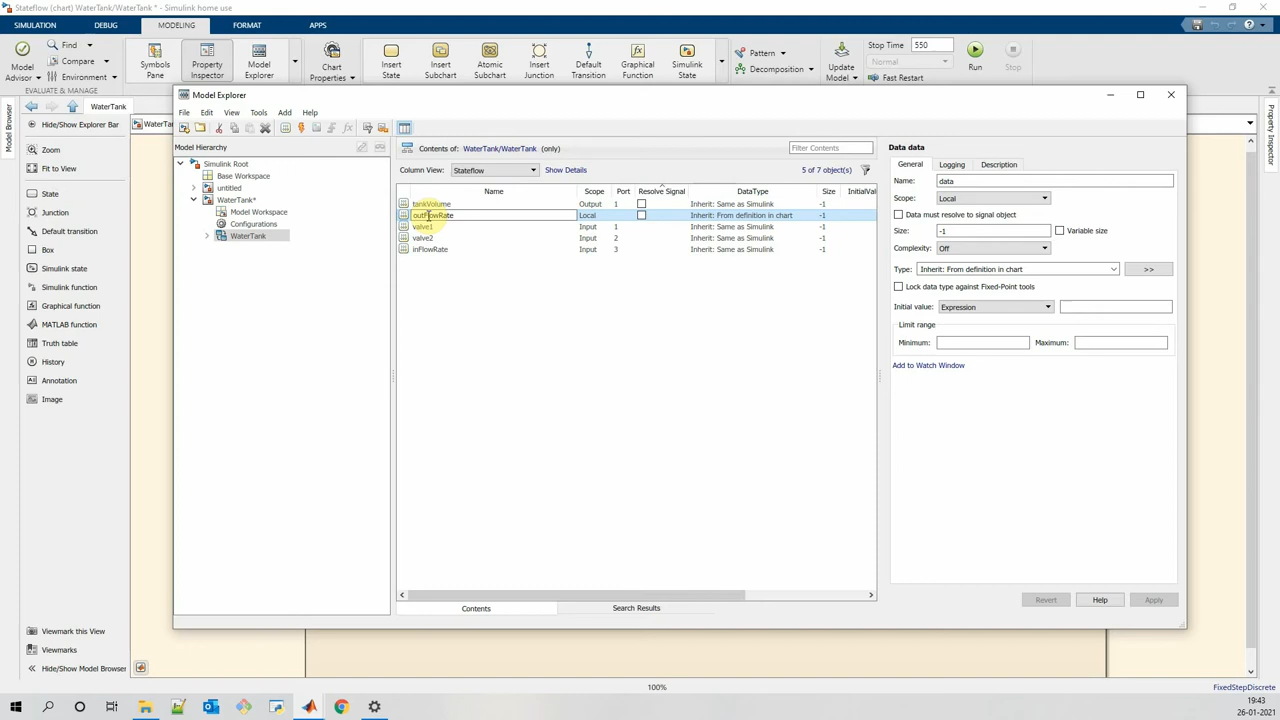 Stateflow (chart) WaterTank/WaterTank * - Simulink home use
SIMULATION DEBUG MODELING FORMAT APPS
Find Compare Environment
Model Advisor
EVALUATE & MANAGE
Symbols Pane
Property Inspector
Model Explorer
Chart Properties
Insert State
Insert Subchart
Atomic Subchart
Insert Junction
Default Transition
Graphical Function
Simulink State
Pattern
Decomposition
Update Model
Stop Time 550
Normal
Fast Restart
Run
Stop
Model Browser
WaterTank
Hide/Show Explorer Bar
Zoom
Fit to View
State
Junction
Default transition
Box
Simulink state
Simulink function
Graphical function
MATLAB function
Truth table
History
Annotation
Image
Viewmark this View
Viewmarks
Hide/Show Model Browser
Property Inspector
Model Explorer
File Edit View Tools Add Help
Model Hierarchy
Simulink Root
Base Workspace
untitled
WaterTank*
Model Workspace
Configurations
WaterTank
Contents of: WaterTank/WaterTank (only)
Filter Contents
Column View: Stateflow Show Details 5 of 7 object(s)
Name Scope Port Resolve Signal DataType Size InitialVal
tankVolume Output 1 Inherit: Same as Simulink -1
outFlowRate Local Inherit: From definition in chart -1
valve1 Input 1 Inherit: Same as Simulink -1
valve2 Input 2 Inherit: Same as Simulink -1
inFlowRate Input 3 Inherit: Same as Simulink -1
Contents Search Results
Data data
General Logging Description
Name: data
Scope: Local
Data must resolve to signal object
Size: -1 Variable size
Complexity: Off
Type: Inherit: From definition in chart >>
Lock data type against Fixed-Point tools
Initial value: Expression
Limit range
Minimum: Maximum:
Add to Watch Window
Revert Help Apply
100%
FixedStepDiscrete
19:43
26-01-2021